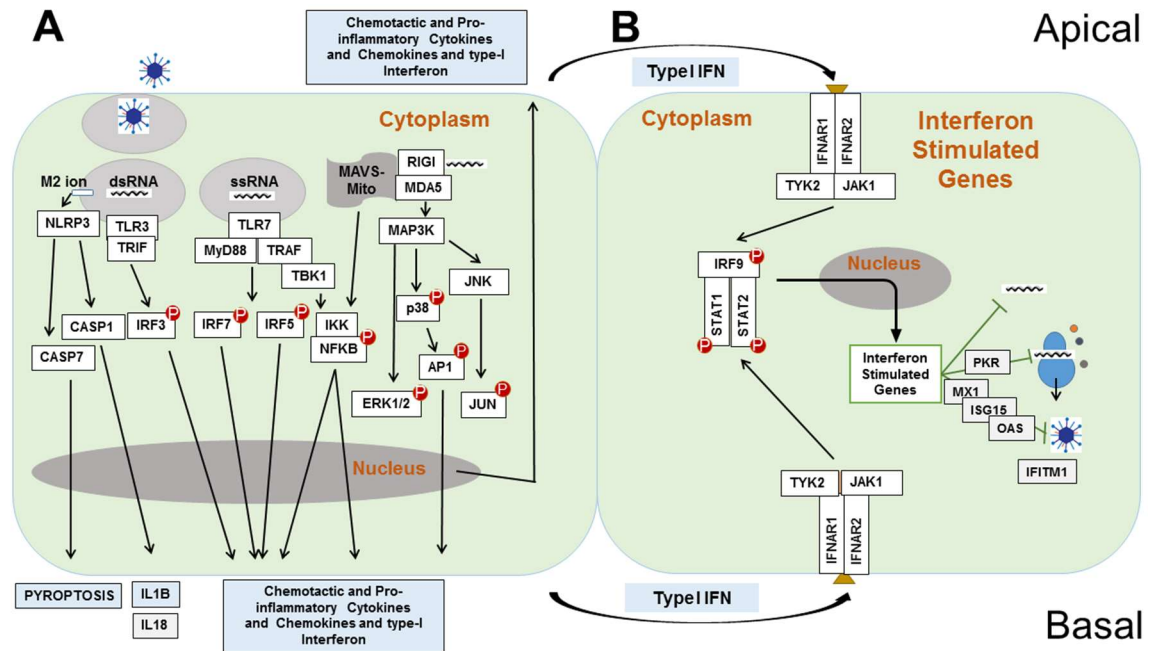 A
Chemotactic and Pro-
inflammatory Cytokines
and Chemokines and type-I
Interferon
B
Apical
TypeI IFN
Cytoplasm
M2 ion
dsRNA
ssRNA
MAVS-
Mito
RIGI
MDA5
NLRP3
TLR3
TRIF
TLR7
MyD88
TRAF
TBK1
MAP3K
JNK
p38
P
CASP1
IRF3
P
IRF7
P
IRF5
P
IKK
NFKB
P
CASP7
AP1
P
ERK1/2
P
JUN
P
Nucleus
PYROPTOSIS
IL1B
IL18
Chemotactic and Pro-
inflammatory Cytokines
and Chemokines and type-I
Interferon
Cytoplasm
IFNAR1
IFNAR2
Interferon
Stimulated
Genes
TYK2
JAK1
IRF9
P
STAT1
STAT2
P
P
Nucleus
Interferon
Stimulated
Genes
PKR
MX1
ISG15
OAS
IFITM1
TYK2
JAK1
IFNAR1
IFNAR2
TypeI IFN
Basal